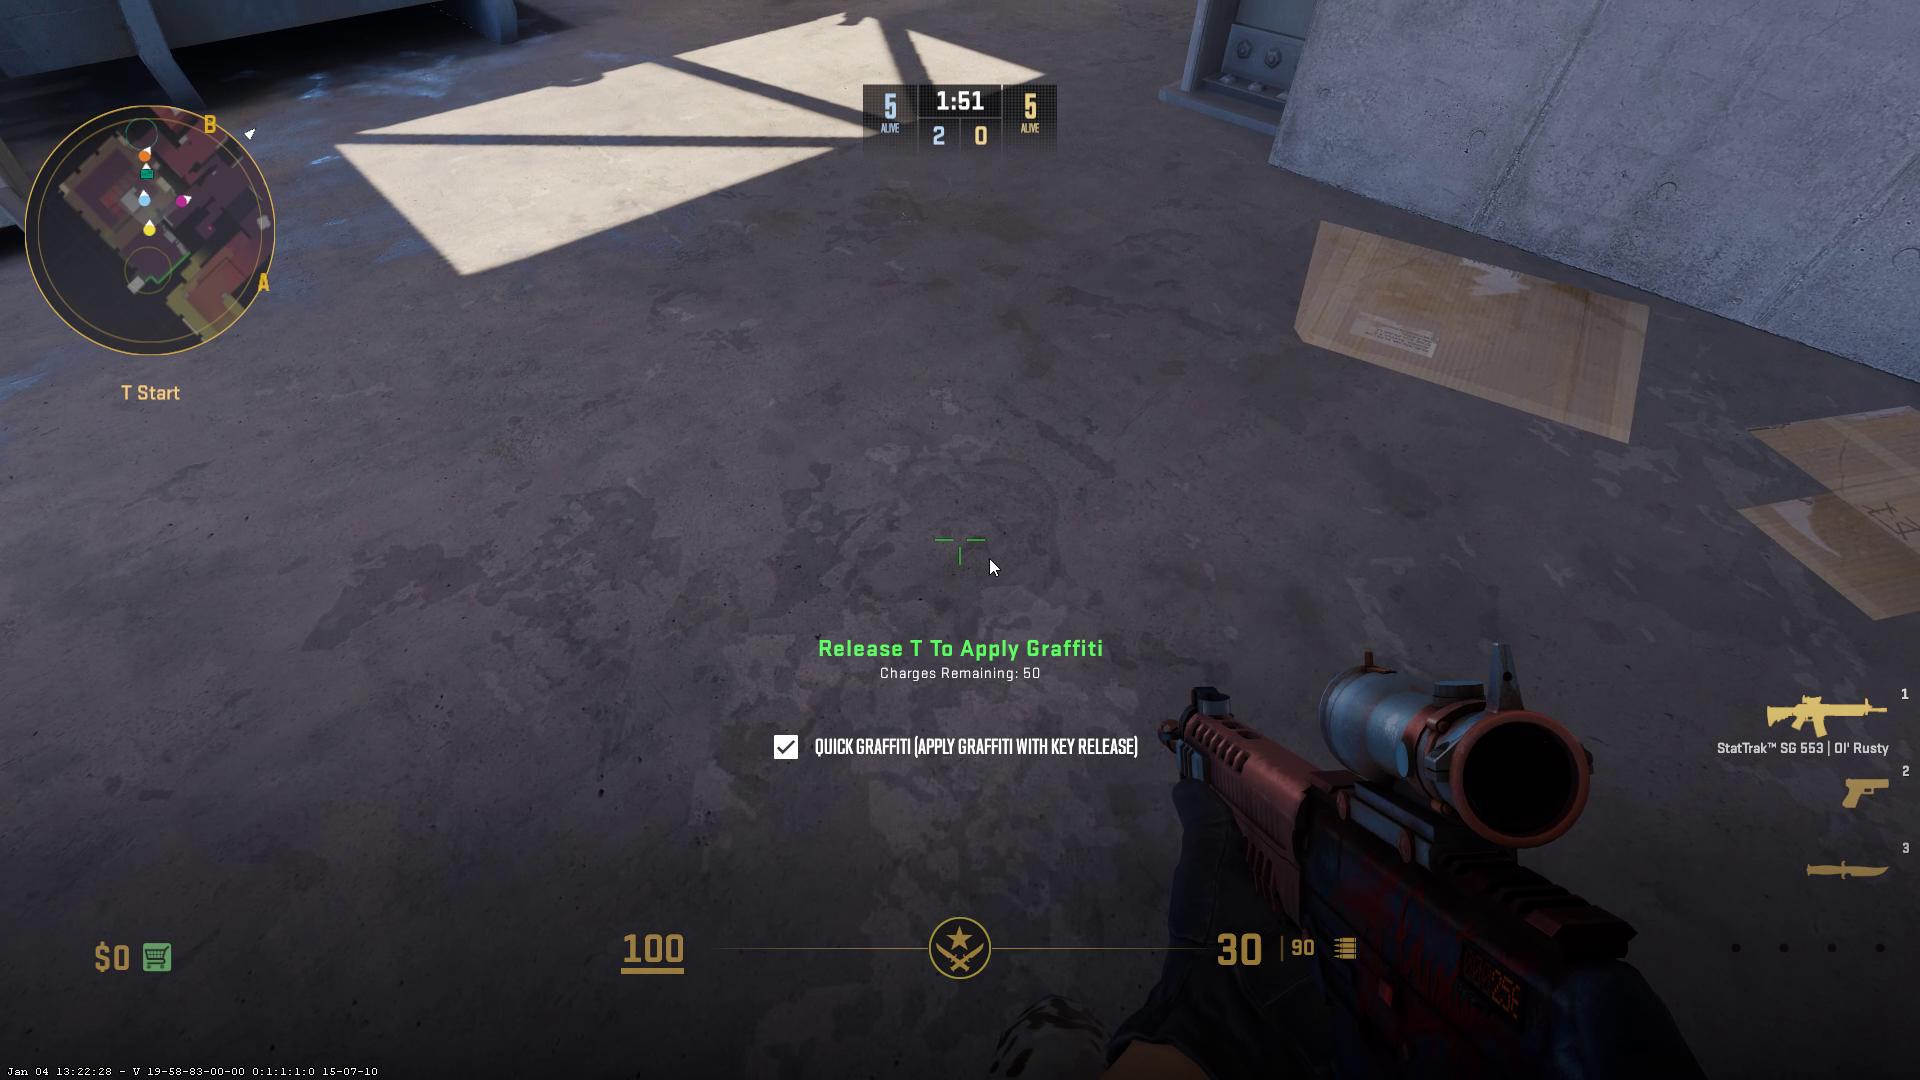 5
ALIVE
1:51
2 0
5
ALIVE
B
A
T Start
Release T To Apply Graffiti
Charges Remaining: 50
QUICK GRAFFITI (APPLY GRAFFITI WITH KEY RELEASE)
1
StatTrak™ SG 553 | Ol' Rusty
2
3
$0
100
30 | 90
Jan 04 13:22:28 - V 19-58-83-00-00 0:1:1:1:0 15-07-10